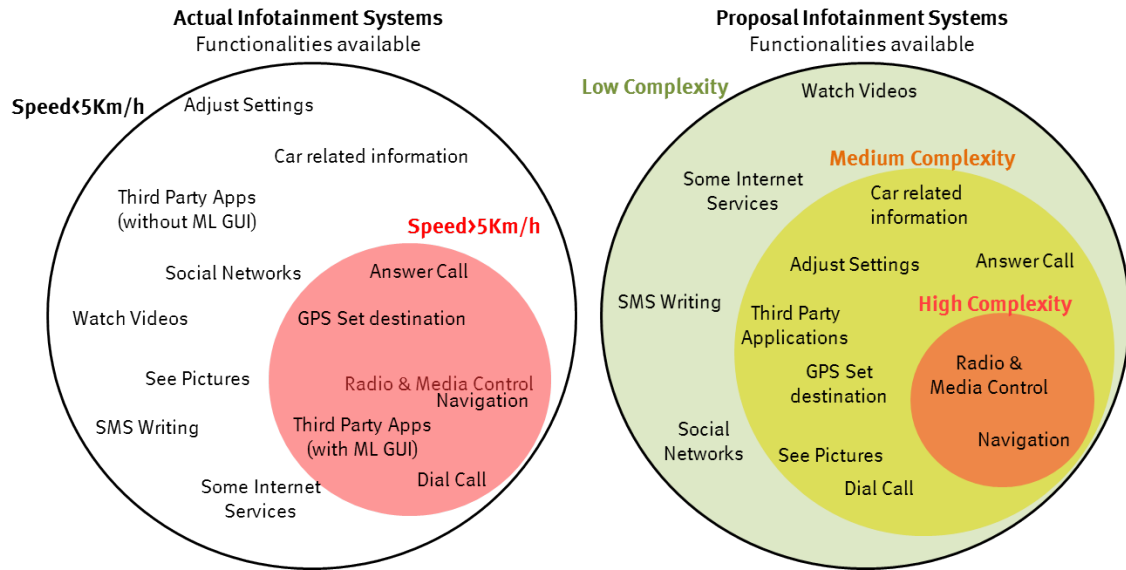 Actual Infotainment Systems
Functionalities available
Speed<5Km/h
Adjust Settings
Car related information
Third Party Apps
(without ML GUI)
Speed>5Km/h
Social Networks
Answer Call
Watch Videos
GPS Set destination
See Pictures
Radio & Media Control
Navigation
SMS Writing
Third Party Apps
(with ML GUI)
Dial Call
Some Internet
Services
Proposal Infotainment Systems
Functionalities available
Low Complexity
Watch Videos
Medium Complexity
Some Internet
Services
Car related
information
Adjust Settings
Answer Call
SMS Writing
High Complexity
Third Party
Applications
Radio &
Media Control
GPS Set
destination
Social
Networks
Navigation
See Pictures
Dial Call